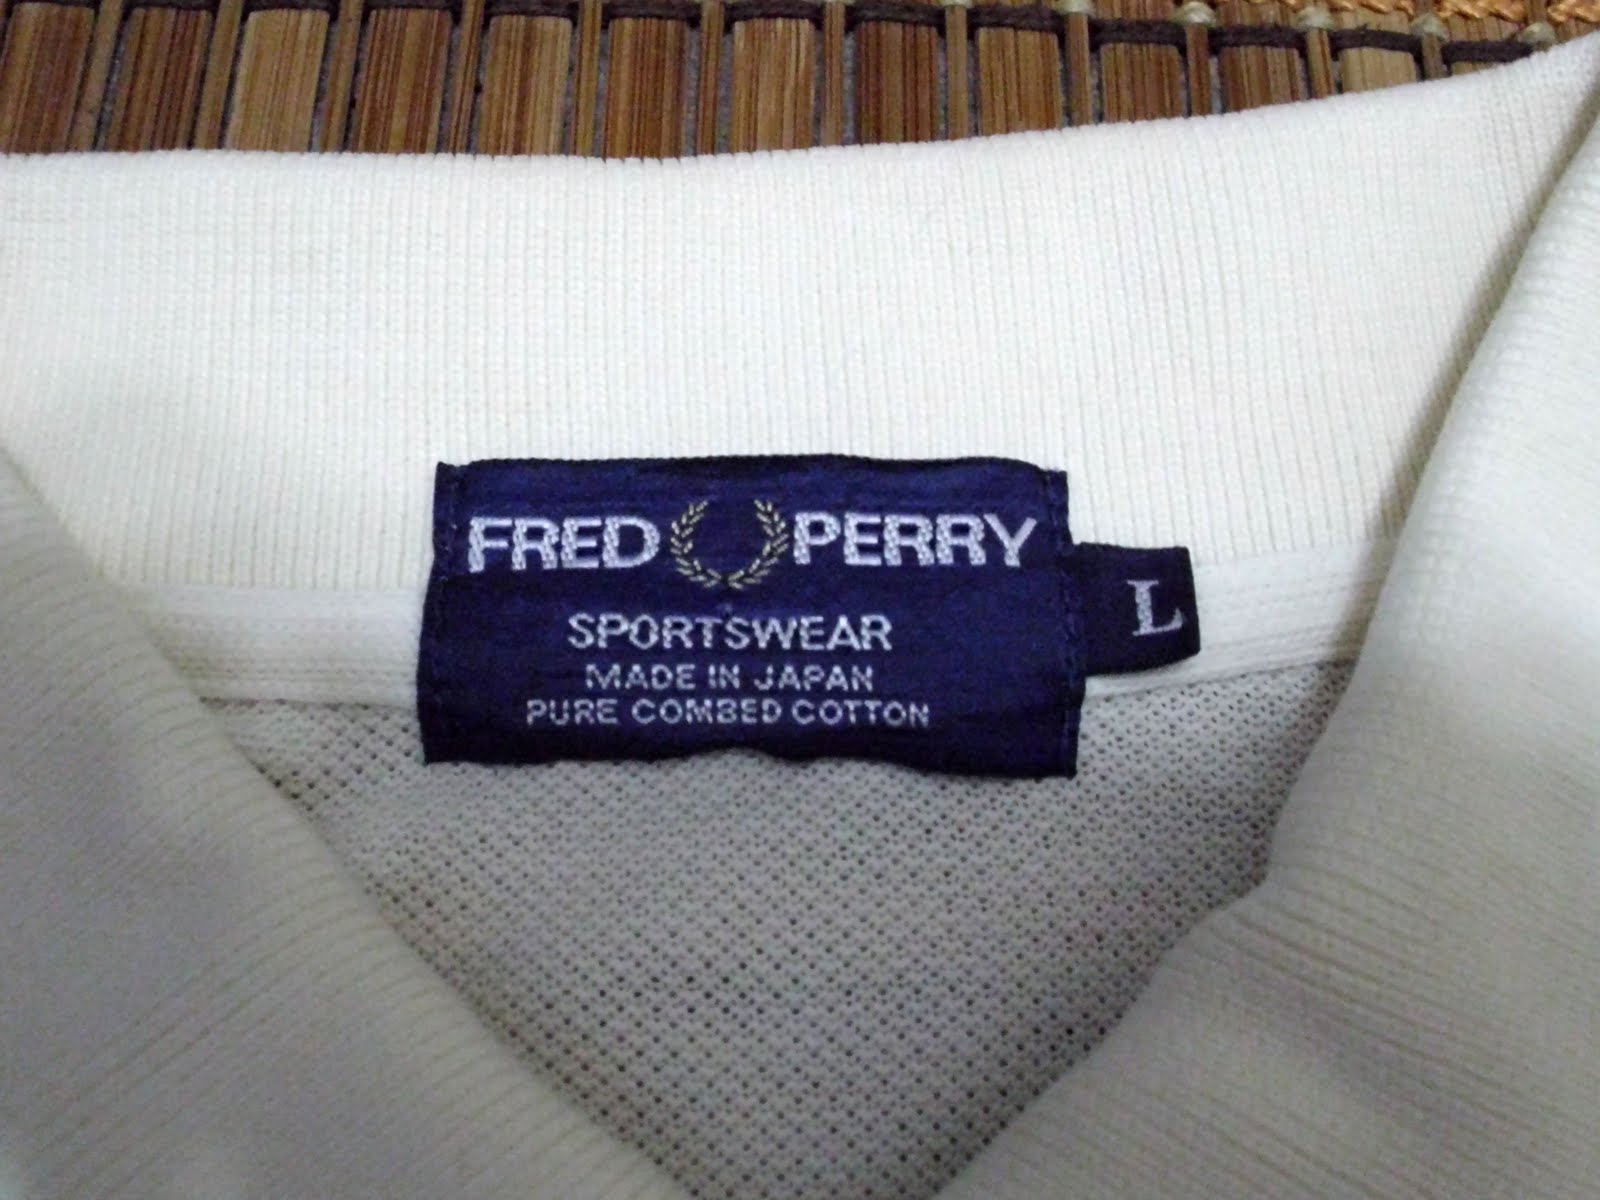 FRED PERRY
SPORTSWEAR
MADE IN JAPAN
PURE COMBED COTTON
L